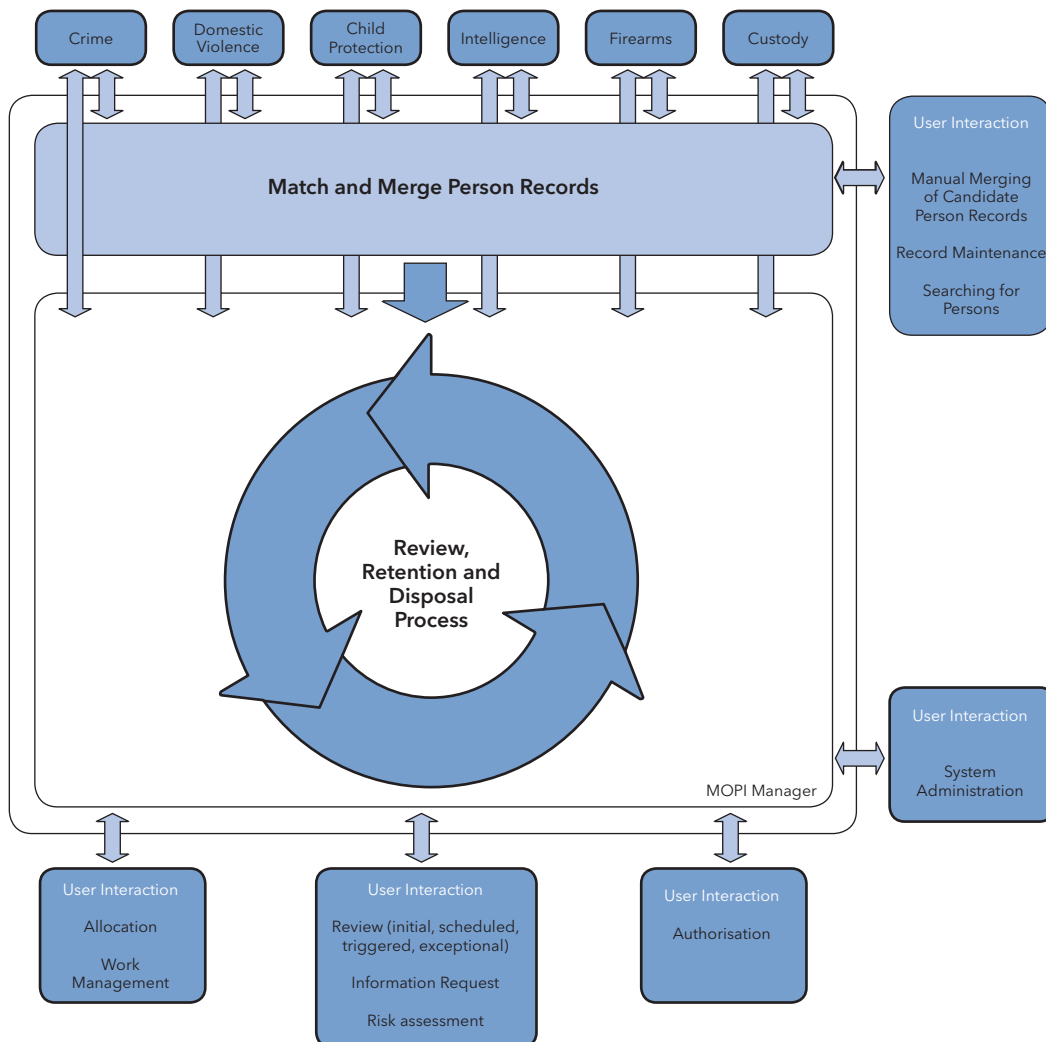 Crime
Domestic
Violence
Child
Protection
Intelligence
Firearms
Custody
Match and Merge Person Records
User Interaction
Manual Merging
of Candidate
Person Records
Record Maintenance
Searching for
Persons
Review,
Retention and
Disposal
Process
MOPI Manager
User Interaction
System
Administration
User Interaction
Allocation
Work
Management
User Interaction
Review (initial, scheduled,
triggered, exceptional)
Information Request
Risk assessment
User Interaction
Authorisation